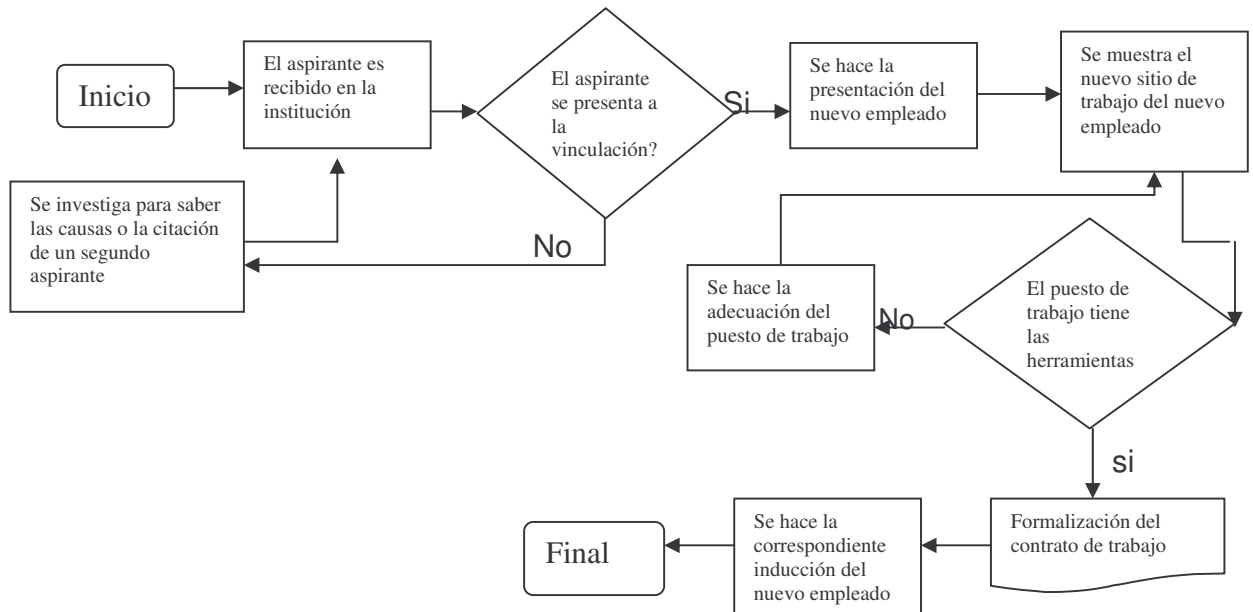 Inicio
El aspirante es
recibido en la
institución
El aspirante
se presenta a
la
vinculación?
Si
Se hace la
presentación del
nuevo empleado
Se muestra el
nuevo sitio de
trabajo del nuevo
empleado
Se investiga para saber
las causas o la citación
de un segundo
aspirante
No
Se hace la
adecuación del
puesto de trabajo
No
El puesto de
trabajo tiene
las
herramientas
si
Formalización del
contrato de trabajo
Se hace la
correspondiente
inducción del
nuevo empleado
Final